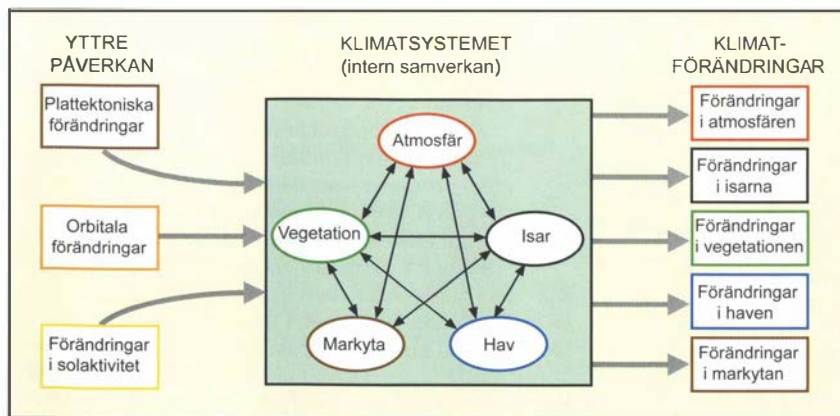 YTTRE
PÅVERKAN
Plattektoniska
förändringar
Orbitala
förändringar
Förändringar
i solaktivitet
KLIMATSYSTEMET
(intern samverkan)
Atmosfär
Vegetation
Isar
Markyta
Hav
KLIMAT-
FÖRÄNDRINGAR
Förändringar
i atmosfären
Förändringar
i isarna
Förändringar
i vegetationen
Förändringar
i haven
Förändringar
i markytan